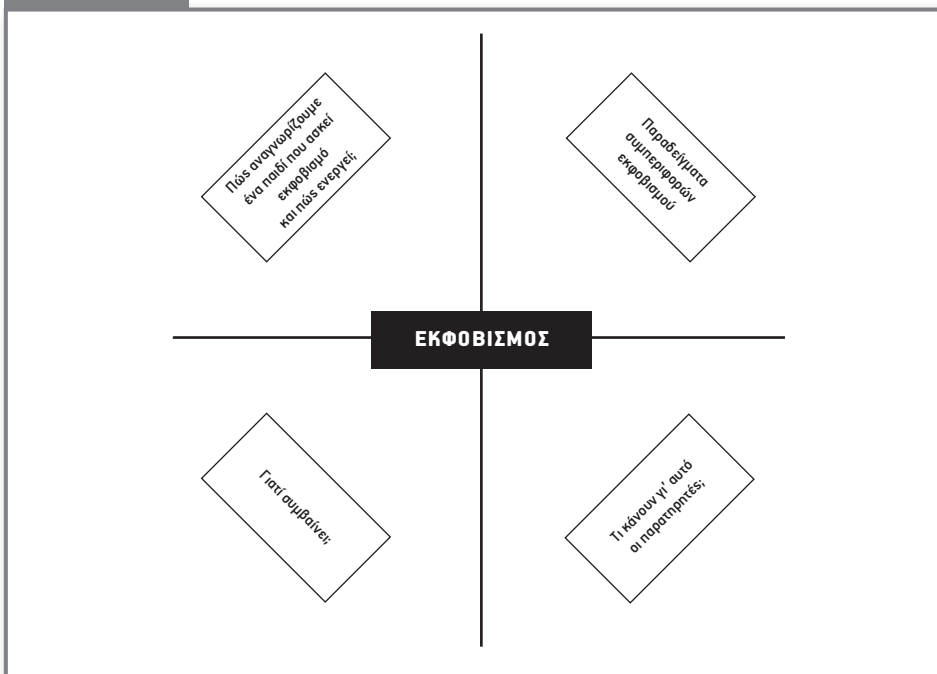 Πώς αναγνωρίζουμε
ένα παιδί που ασκεί
εκφοβισμό
και πώς ενεργεί;
Παραδείγματα
συμπεριφορών
εκφοβισμού
ΕΚΦΟΒΙΣΜΟΣ
Γιατί συμβαίνει;
Τι κάνουν γι' αυτό
οι παρατηρητές;